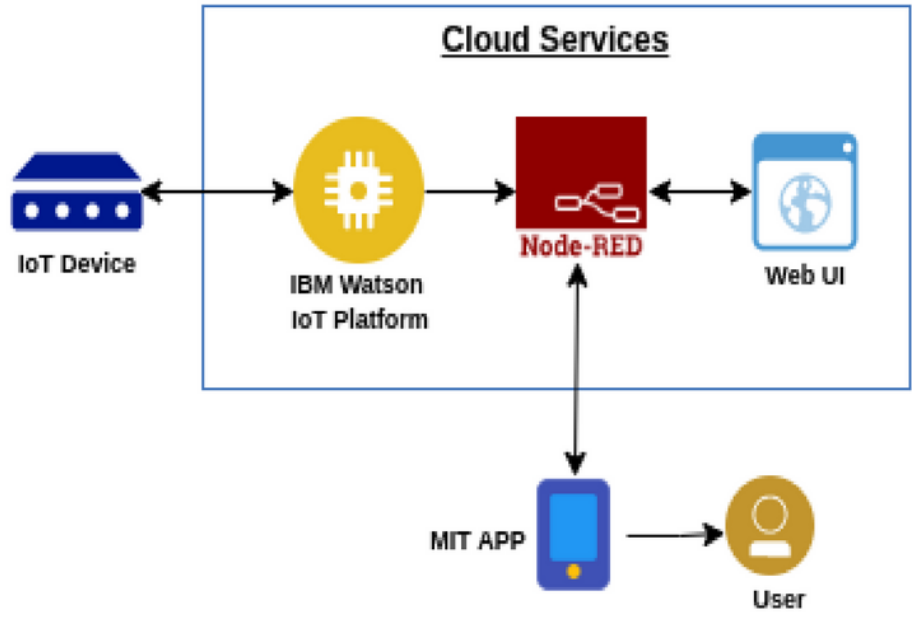 Cloud Services
IoT Device
IBM Watson
IoT Platform
Node-RED
Web UI
MIT APP
User